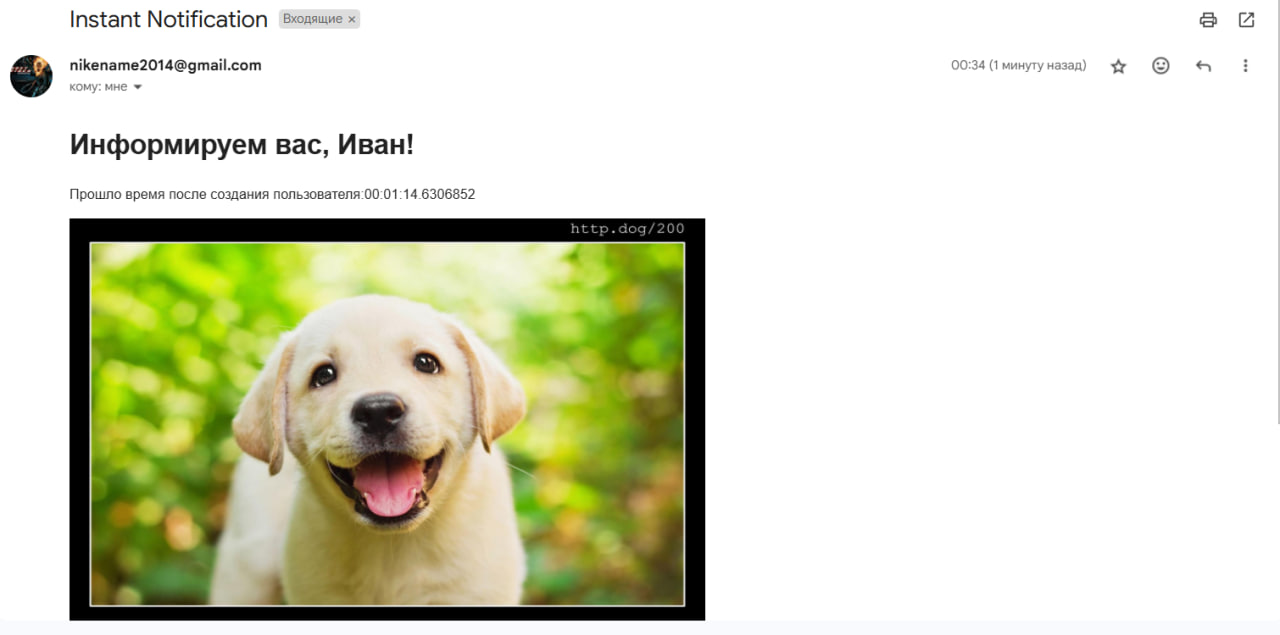 Instant Notification Входящие ×
nikename2014@gmail.com
00:34 (1 минуту назад)
кому: мне
Информируем вас, Иван!
Прошло время после создания пользователя:00:01:14.6306852
http.dog/200